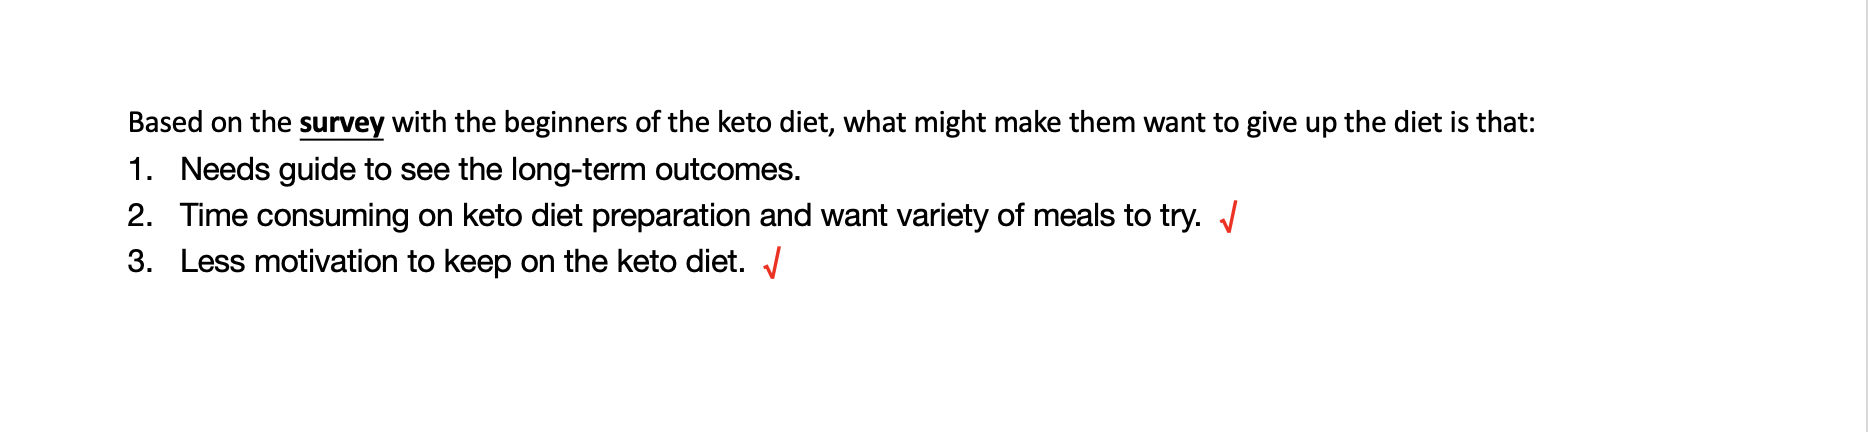 Based on the survey with the beginners of the keto diet, what might make them want to give up the diet is that:
1. Needs guide to see the long-term outcomes.
2. Time consuming on keto diet preparation and want variety of meals to try. √
3. Less motivation to keep on the keto diet. √